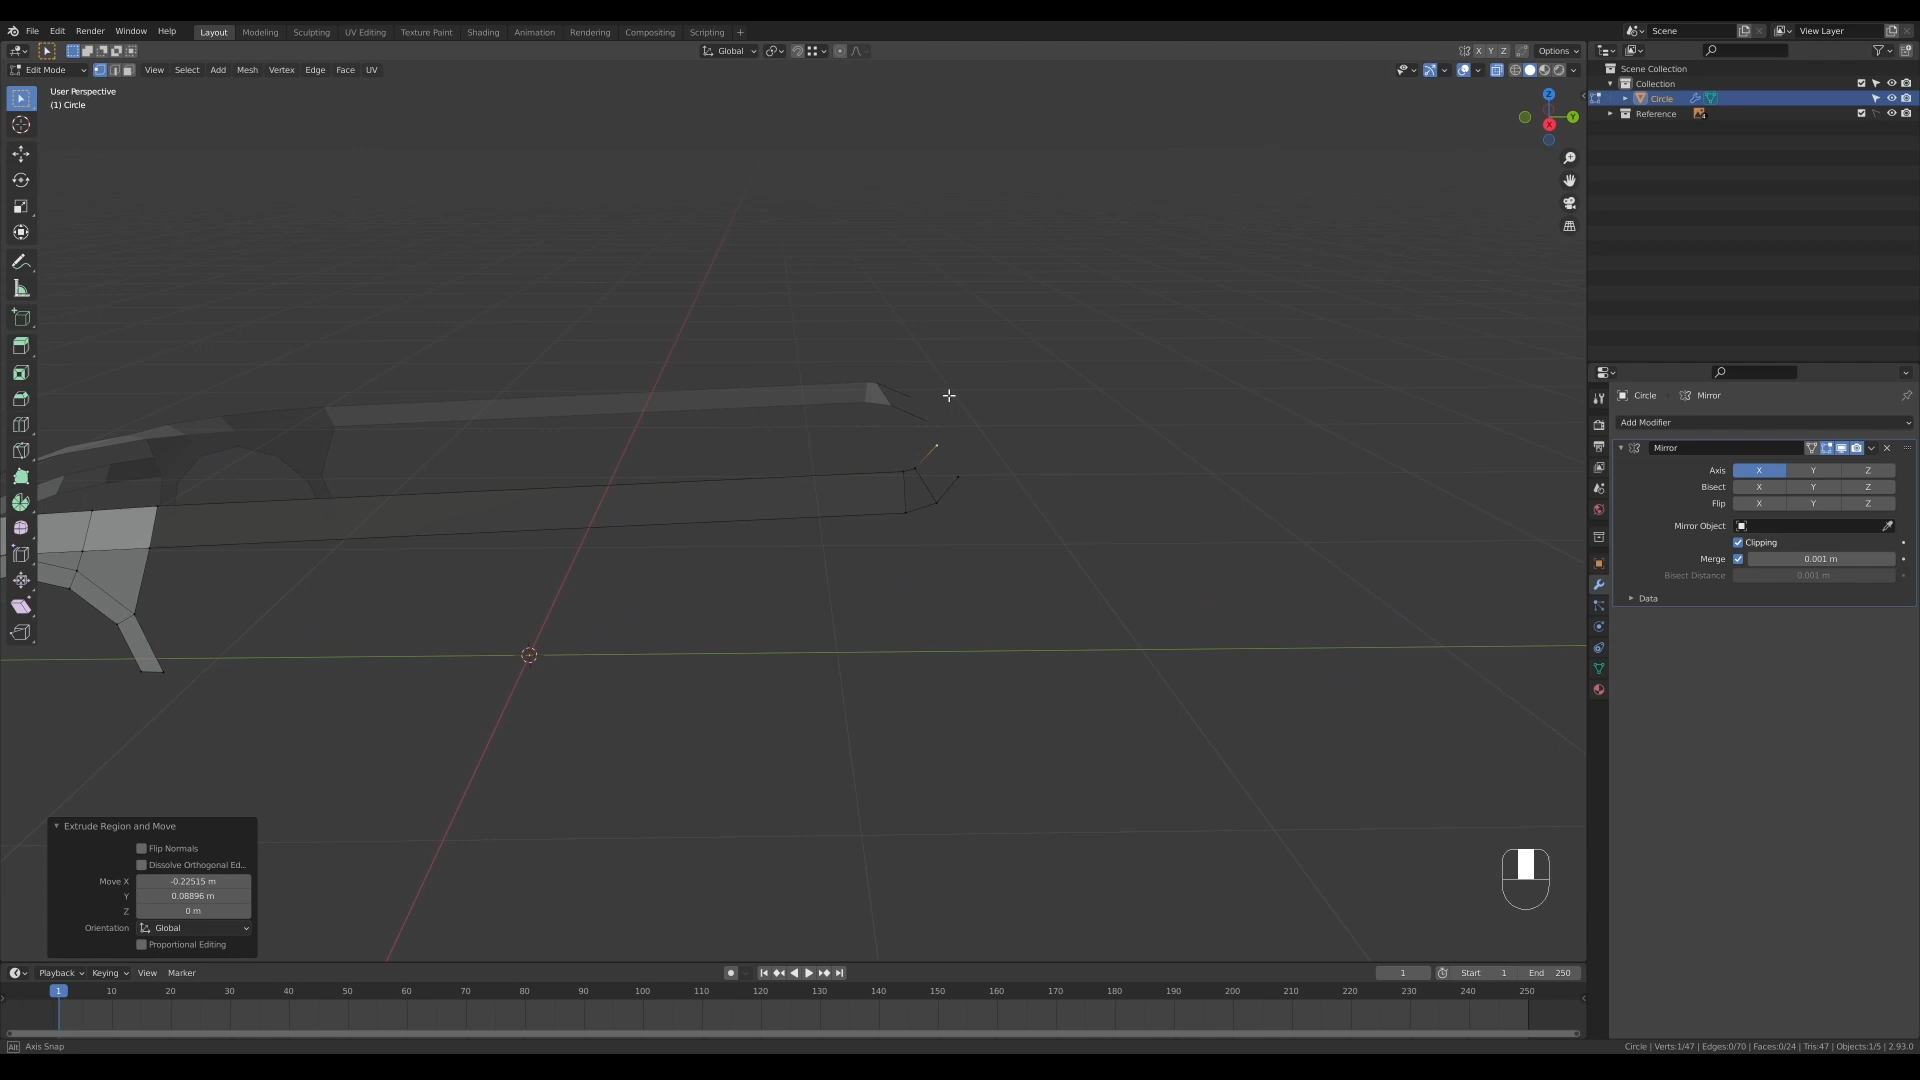 File Edit Render Window Help Layout Modeling Sculpting UV Editing Texture Paint Shading Animation Rendering Compositing Scripting + Scene View Layer
Global X Y Z Options
Edit Mode View Select Add Mesh Vertex Edge Face UV
User Perspective
(1) Circle
Z
Y
X
Scene Collection
Collection
Circle
Reference 4
Circle Mirror
Add Modifier
Mirror
Axis X Y Z
Bisect X Y Z
Flip X Y Z
Mirror Object
Clipping
Merge 0.001 m
Bisect Distance 0.001 m
Data
Extrude Region and Move
Flip Normals
Dissolve Orthogonal Ed...
Move X -0.22515 m
Y 0.08896 m
Z 0 m
Orientation Global
Proportional Editing
Playback Keying View Marker 1 Start 1 End 250
1 10 20 30 40 50 60 70 80 90 100 110 120 130 140 150 160 170 180 190 200 210 220 230 240 250
Alt Axis Snap Circle | Verts:1/47 | Edges:0/70 | Faces:0/24 | Tris:47 | Objects:1/5 | 2.93.0